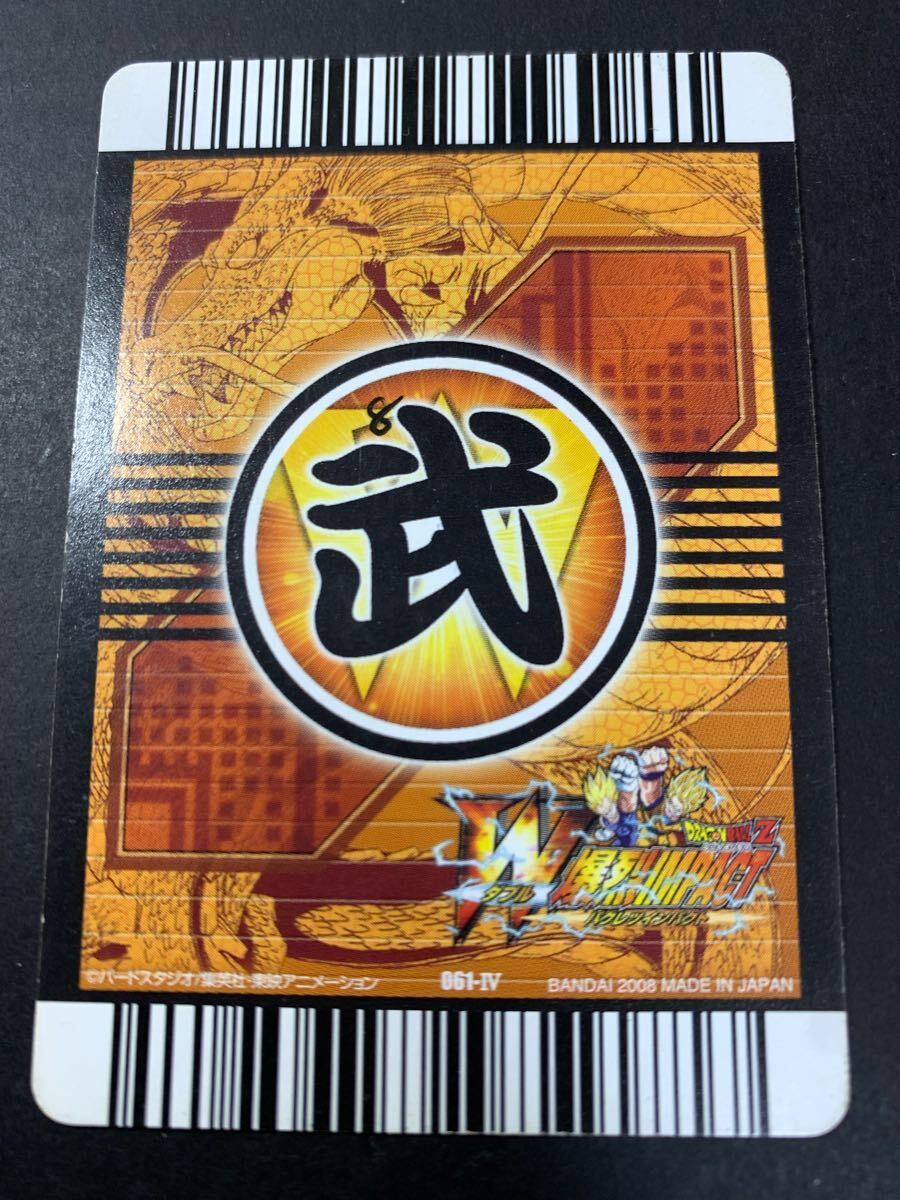 8
武
DRAGON BALL Z
W 爆烈IMPACT
ダブル
バクレツインパクト
©バードスタジオ/集英社・東映アニメーション 061-IV BANDAI 2008 MADE IN JAPAN